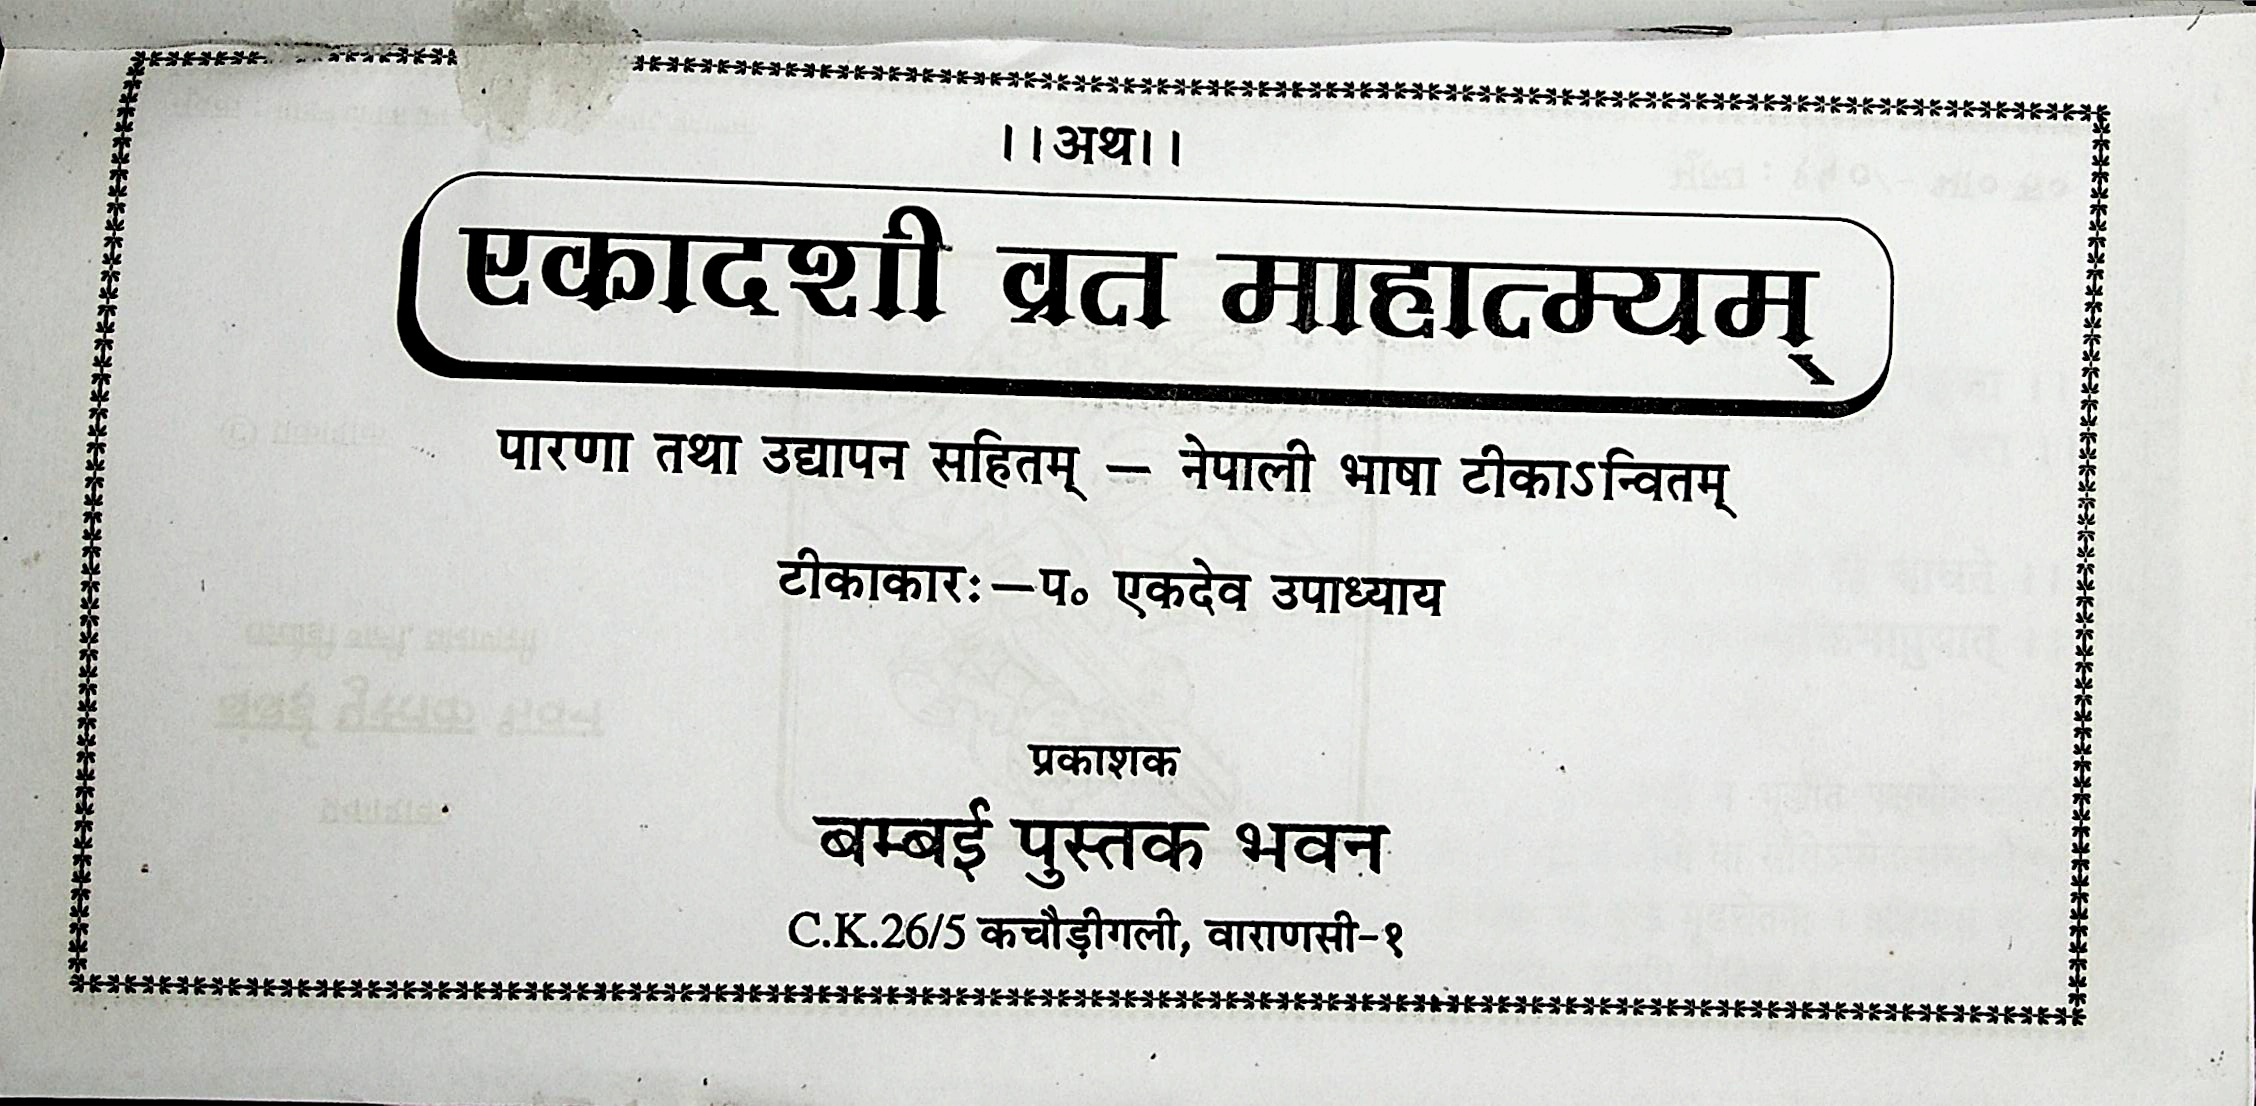 ।।अथ।।
एकादशी व्रत माहात्म्यम्
पारणा तथा उद्यापन सहितम् — नेपाली भाषा टीकाऽन्वितम्
टीकाकारः—प० एकदेव उपाध्याय
प्रकाशक
बम्बई पुस्तक भवन
C.K.26/5 कचौड़ीगली, वाराणसी-१